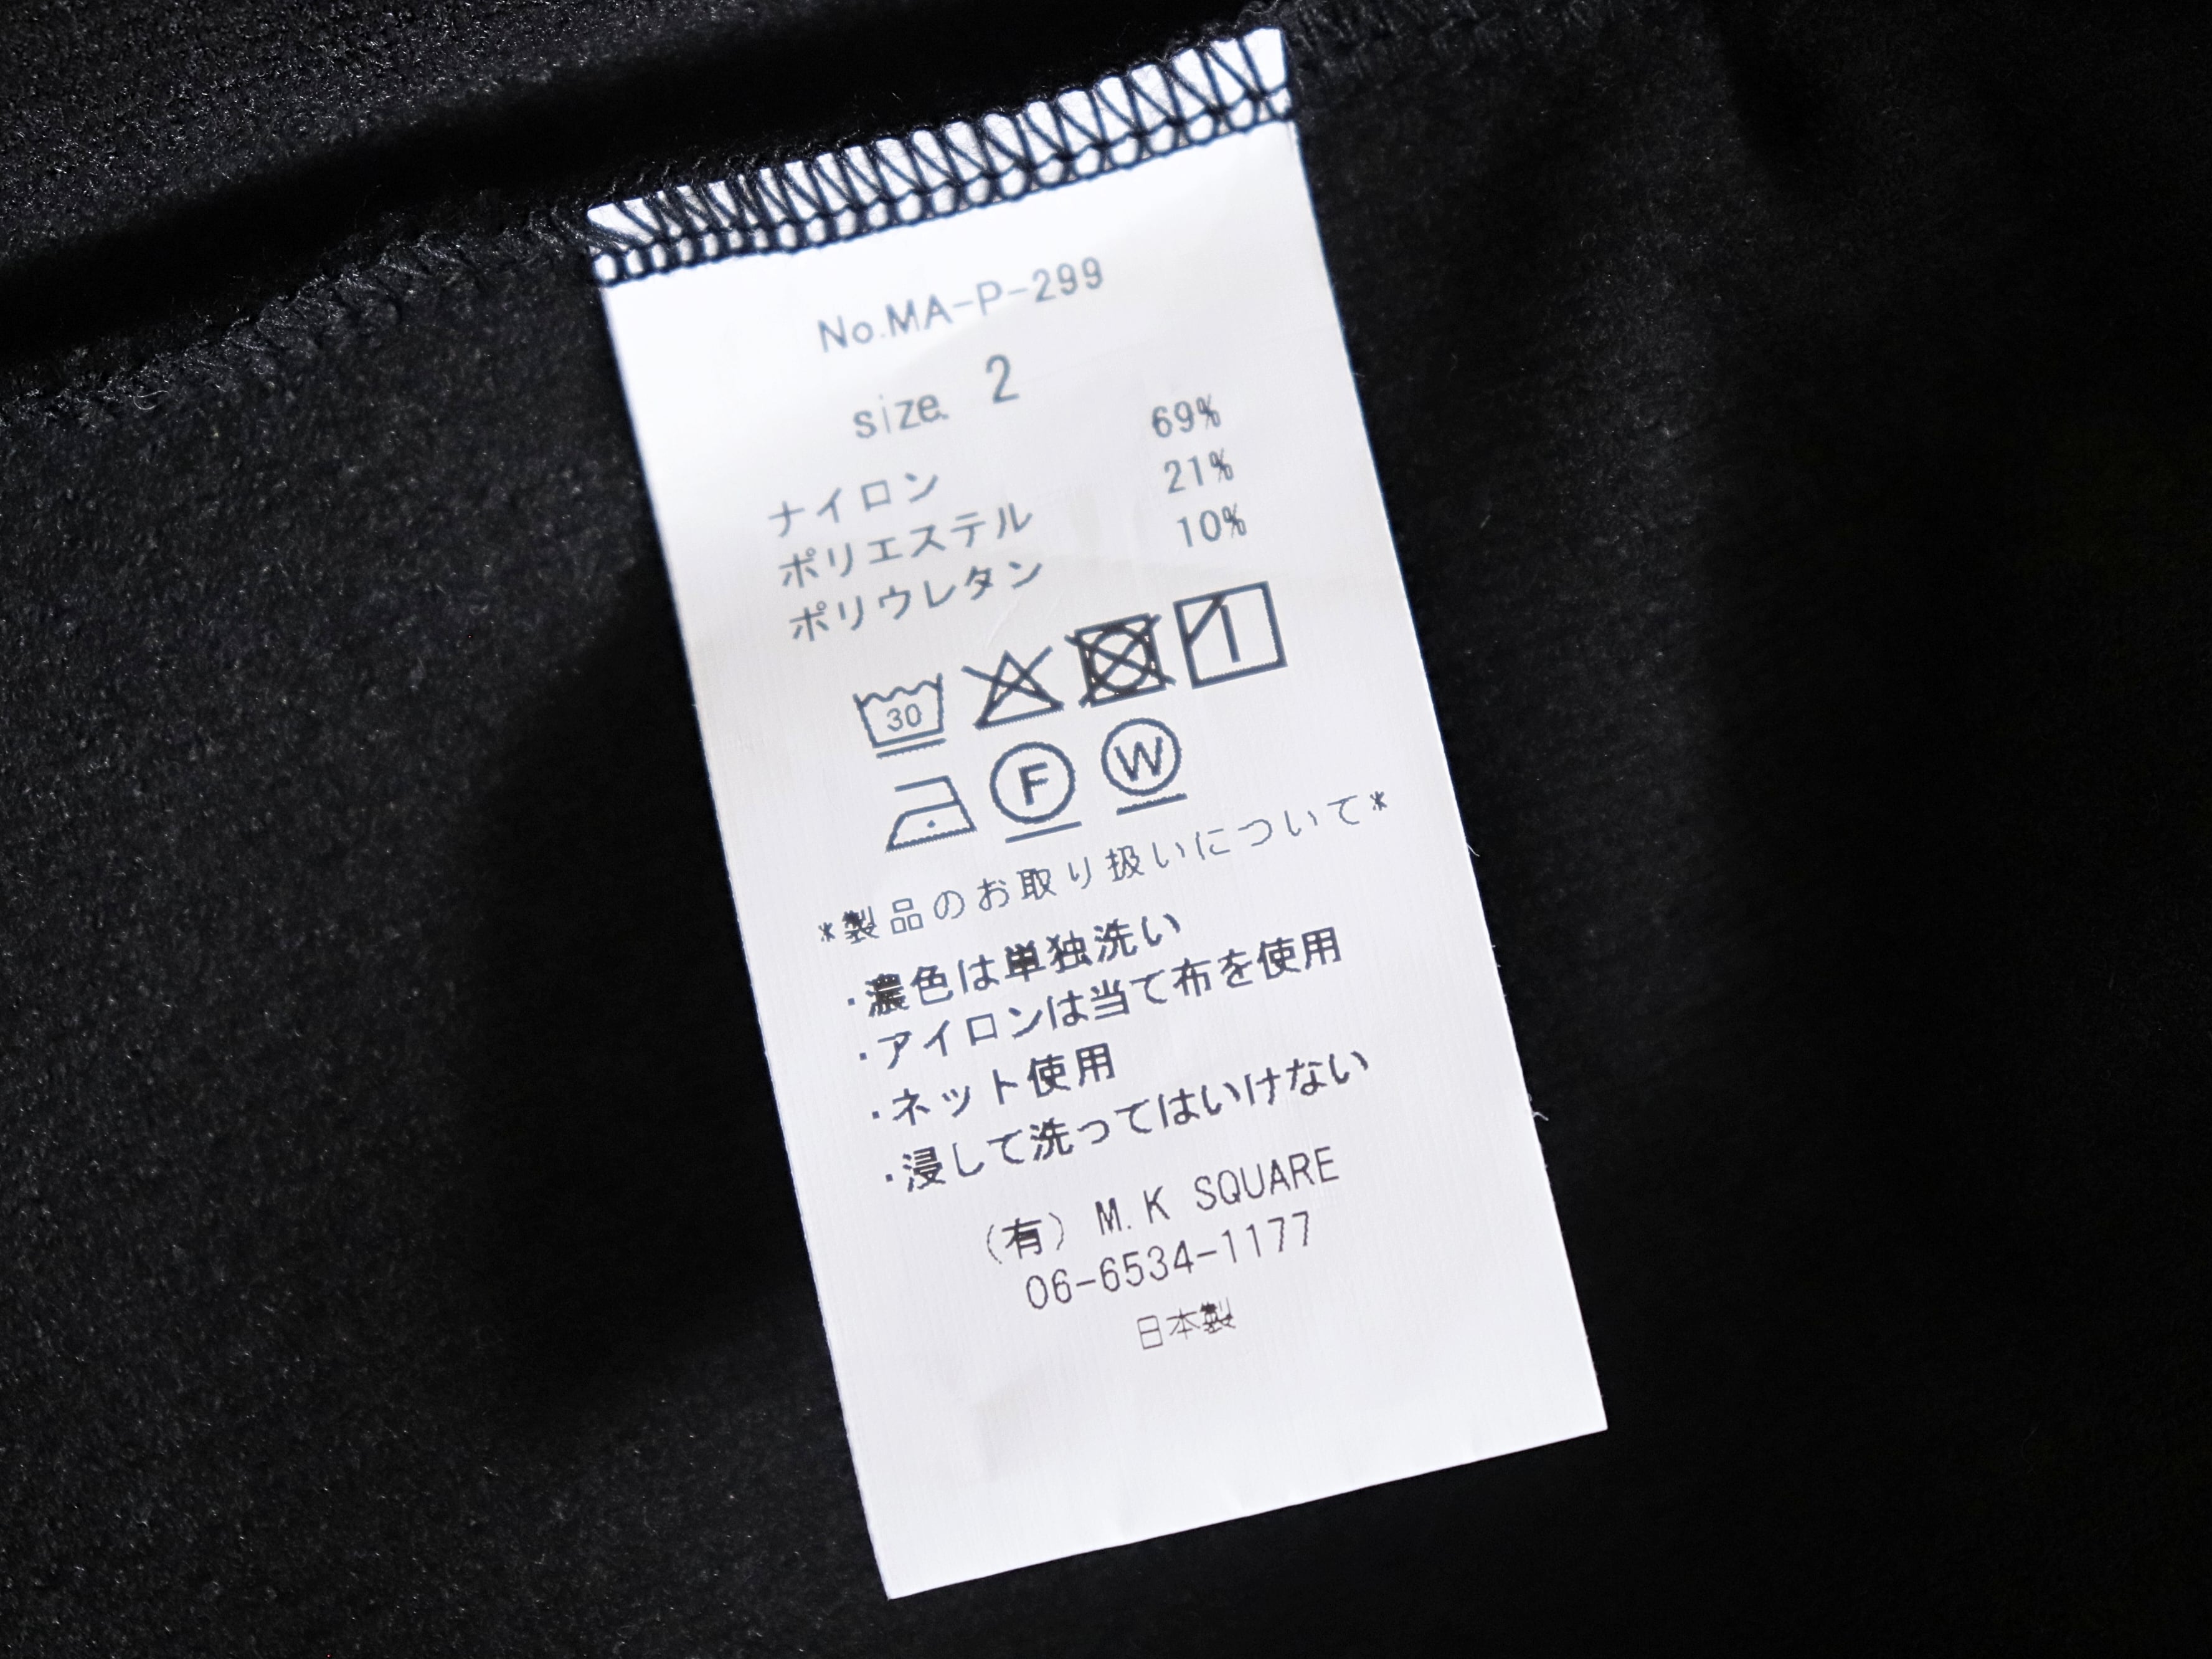 No.MA-P-299
size. 2
ナイロン 69%
ポリエステル 21%
ポリウレタン 10%
30
F W
*製品のお取り扱いについて*
・濃色は単独洗い
・アイロンは当て布を使用
・ネット使用
・浸して洗ってはいけない
(有) M.K SQUARE
06-6534-1177
日本製